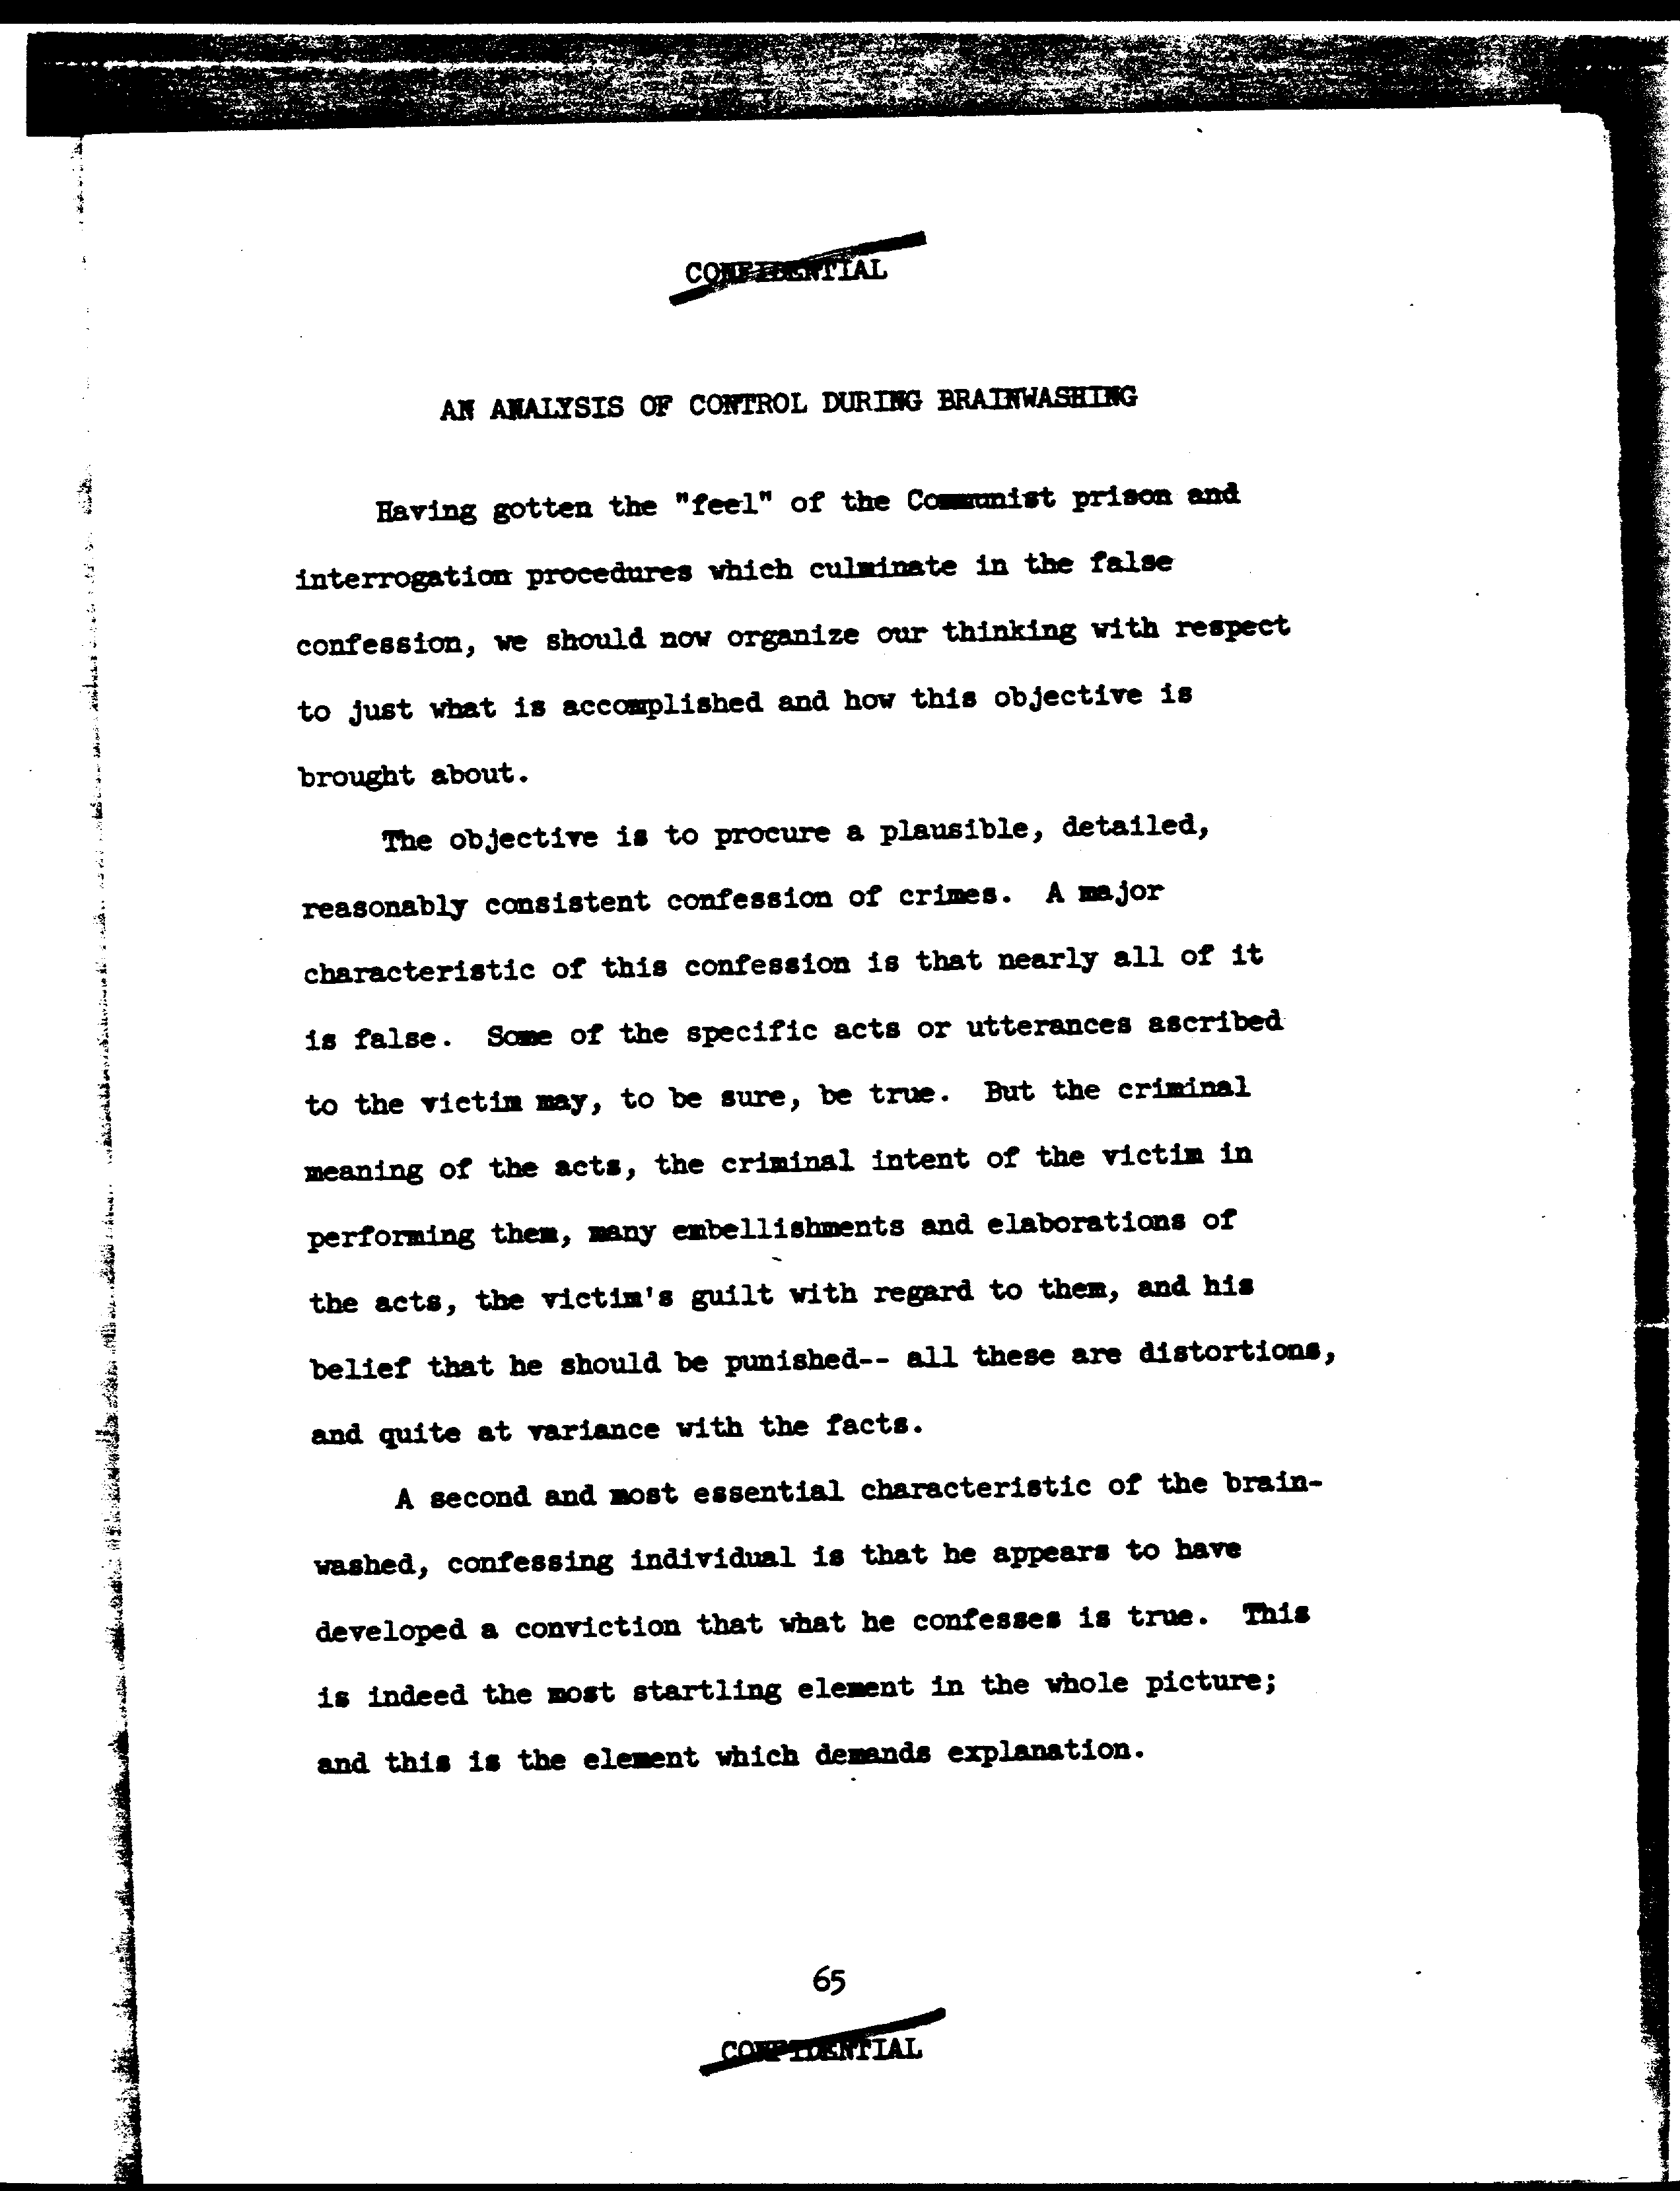 CONFIDENTIAL
AN ANALYSIS OF CONTROL DURING BRAINWASHING
Having gotten the "feel" of the Communist prison and
interrogation procedures which culminate in the false
confession, we should now organize our thinking with respect
to just what is accomplished and how this objective is
brought about.
The objective is to procure a plausible, detailed,
reasonably consistent confession of crimes. A major
characteristic of this confession is that nearly all of it
is false. Some of the specific acts or utterances ascribed
to the victim may, to be sure, be true. But the criminal
meaning of the acts, the criminal intent of the victim in
performing them, many embellishments and elaborations of
the acts, the victim's guilt with regard to them, and his
belief that he should be punished-- all these are distortions,
and quite at variance with the facts.
A second and most essential characteristic of the brain-
washed, confessing individual is that he appears to have
developed a conviction that what he confesses is true. This
is indeed the most startling element in the whole picture;
and this is the element which demands explanation.
65
CONFIDENTIAL